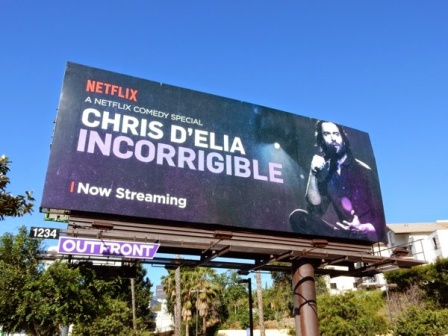 NETFLIX
A NETFLIX COMEDY SPECIAL
CHRIS D'ELIA
INCORRIGIBLE
Now Streaming
1234
OUTFRONT